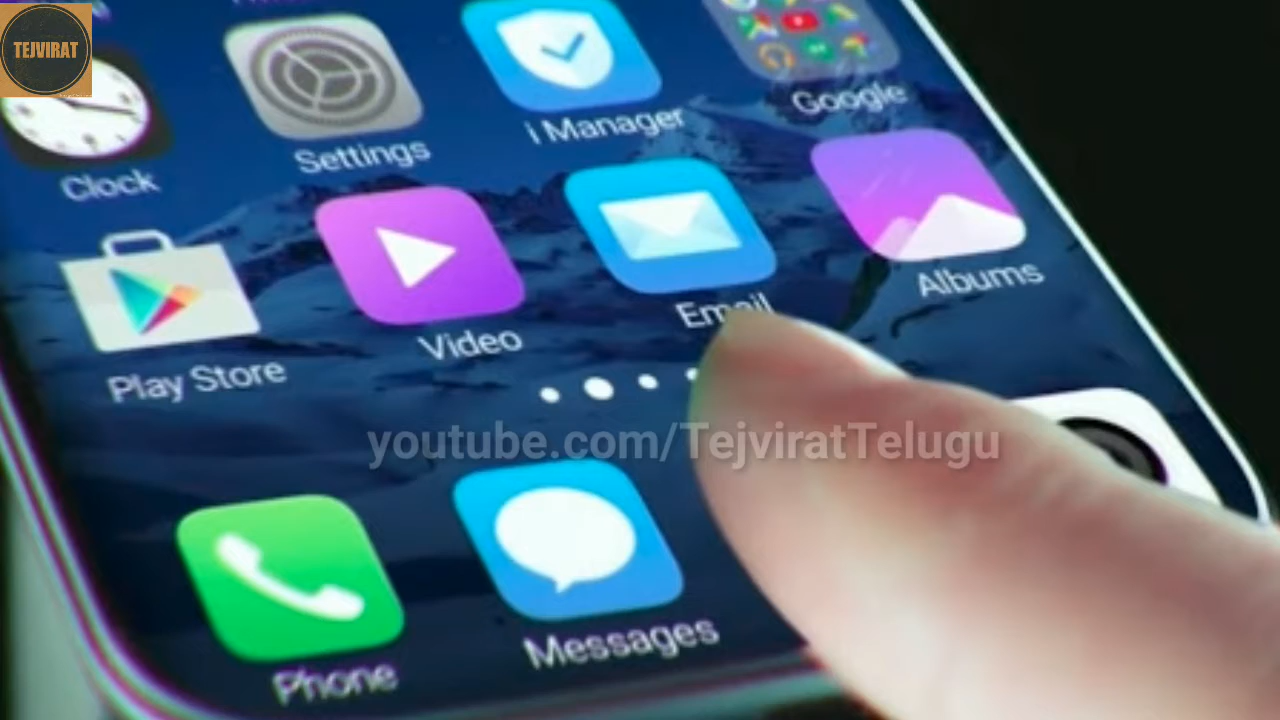 TEJVIRAT
Clock
Settings
i Manager
Google
Play Store
Video
Email
Albums
youtube.com/TejviratTelugu
Phone
Messages